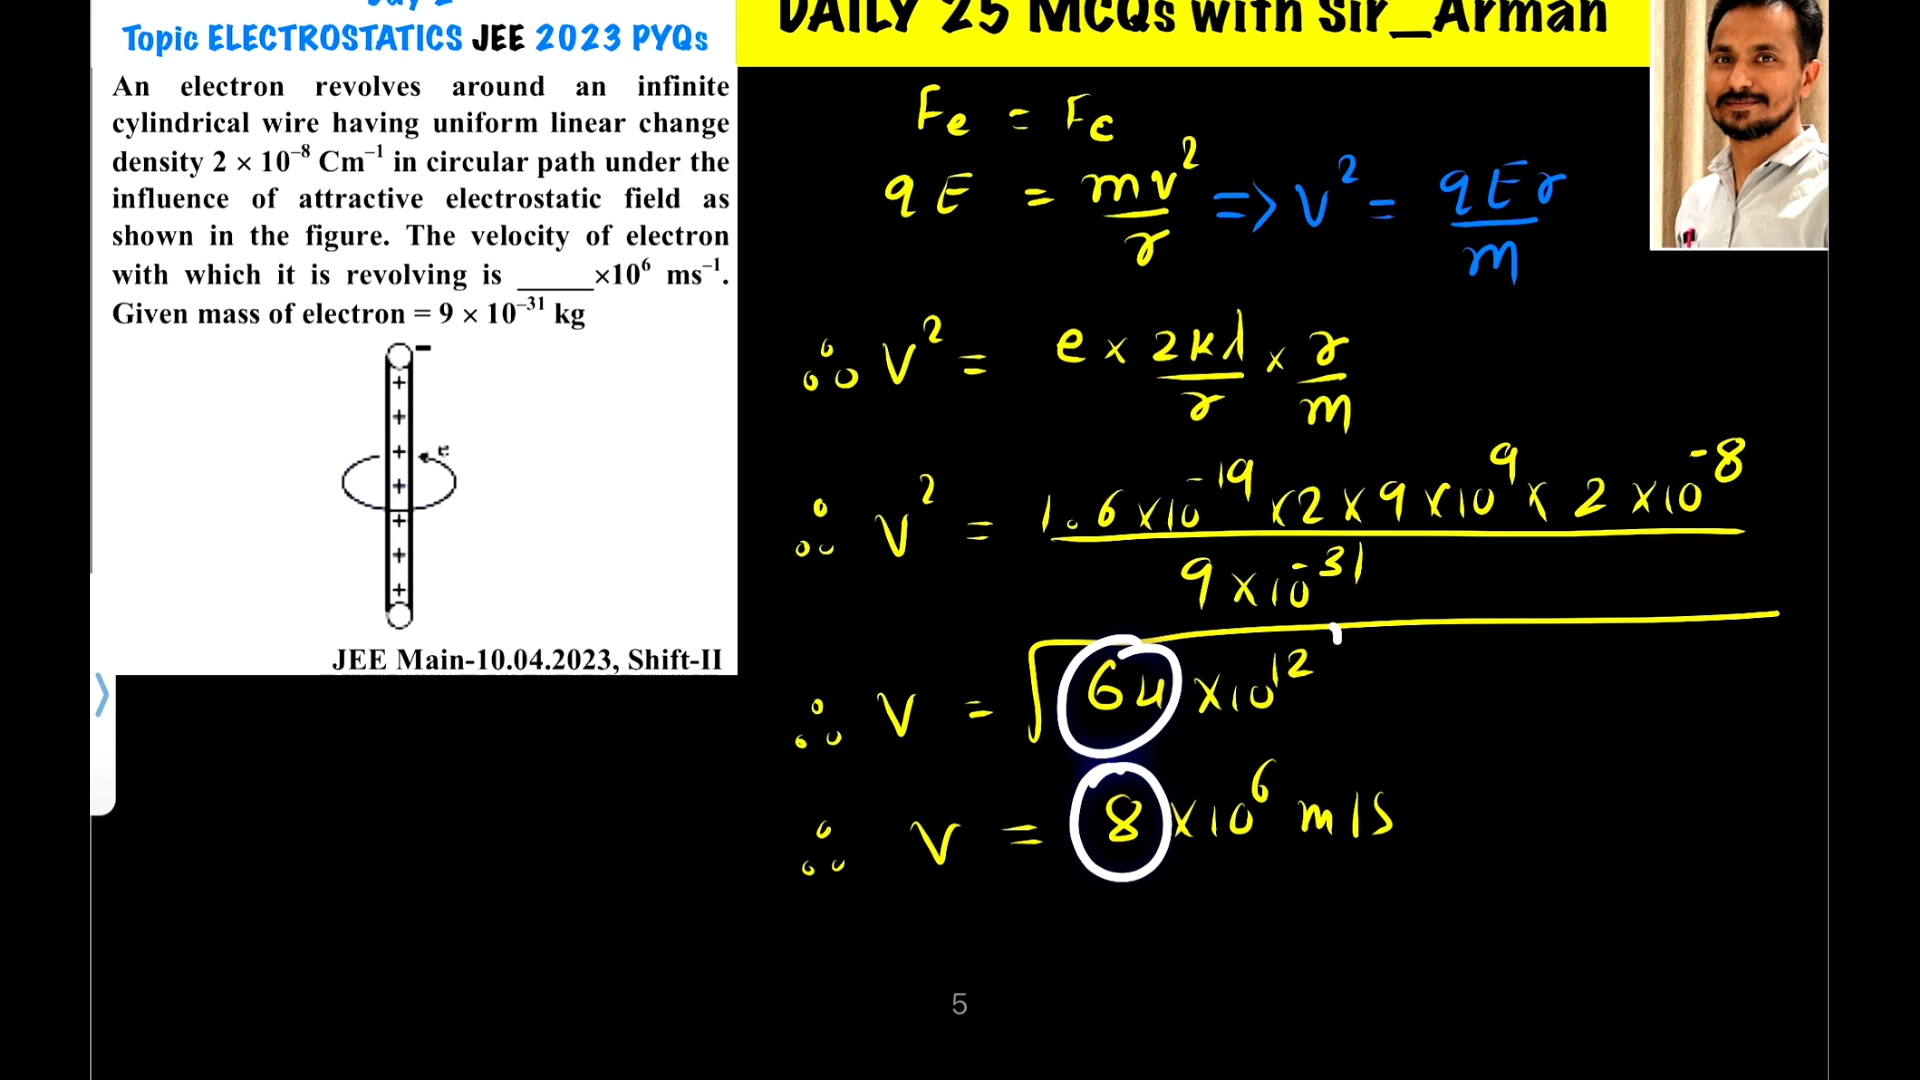 Day 2
Topic ELECTROSTATICS JEE 2023 PYQs
An electron revolves around an infinite
cylindrical wire having uniform linear change
density 2 × 10⁻⁸ Cm⁻¹ in circular path under the
influence of attractive electrostatic field as
shown in the figure. The velocity of electron
with which it is revolving is _____×10⁶ ms⁻¹.
Given mass of electron = 9 × 10⁻³¹ kg
−
+
+
+ e
+
+
+
+
JEE Main-10.04.2023, Shift-II
DAILY 25 MCQs with Sir_Arman
Fe = Fc
qE = mv²/r => v² = qEr/m
∴ v² = e × 2kλ/r × r/m
∴ v² = 1.6×10⁻¹⁹ × 2 × 9 × 10⁹ × 2 × 10⁻⁸ / 9 × 10⁻³¹
∴ v = √64 × 10¹²
∴ v = 8 × 10⁶ m/s
5